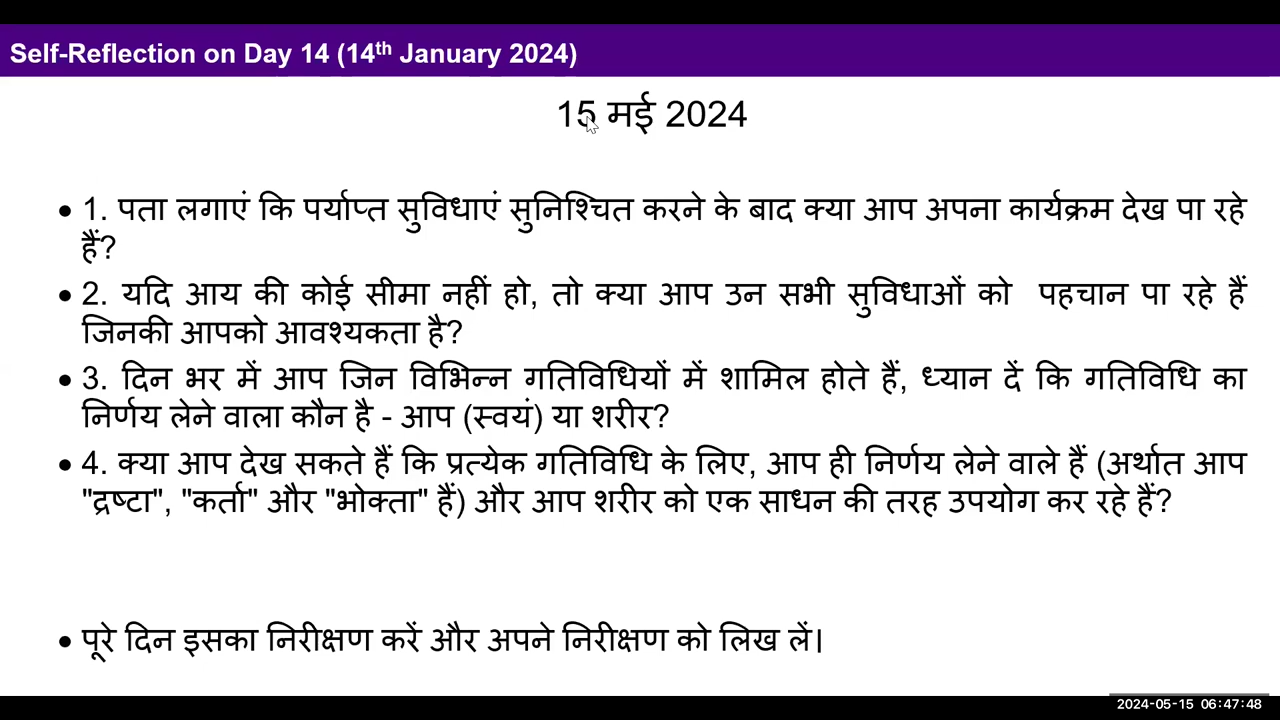 Self-Reflection on Day 14 (14th January 2024)
15 मई 2024
• 1. पता लगाएं कि पर्याप्त सुविधाएं सुनिश्चित करने के बाद क्या आप अपना कार्यक्रम देख पा रहे
हैं?
• 2. यदि आय की कोई सीमा नहीं हो, तो क्या आप उन सभी सुविधाओं को पहचान पा रहे हैं
जिनकी आपको आवश्यकता है?
• 3. दिन भर में आप जिन विभिन्न गतिविधियों में शामिल होते हैं, ध्यान दें कि गतिविधि का
निर्णय लेने वाला कौन है - आप (स्वयं) या शरीर?
• 4. क्या आप देख सकते हैं कि प्रत्येक गतिविधि के लिए, आप ही निर्णय लेने वाले हैं (अर्थात आप
"द्रष्टा", "कर्ता" और "भोक्ता" हैं) और आप शरीर को एक साधन की तरह उपयोग कर रहे हैं?
• पूरे दिन इसका निरीक्षण करें और अपने निरीक्षण को लिख लें।
2024-05-15 06:47:48